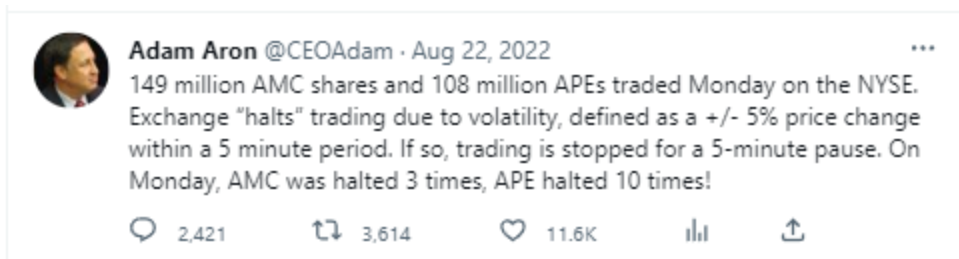 Adam Aron @CEOAdam · Aug 22, 2022
149 million AMC shares and 108 million APEs traded Monday on the NYSE.
Exchange “halts” trading due to volatility, defined as a +/- 5% price change
within a 5 minute period. If so, trading is stopped for a 5-minute pause. On
Monday, AMC was halted 3 times, APE halted 10 times!
2,421 3,614 11.6K